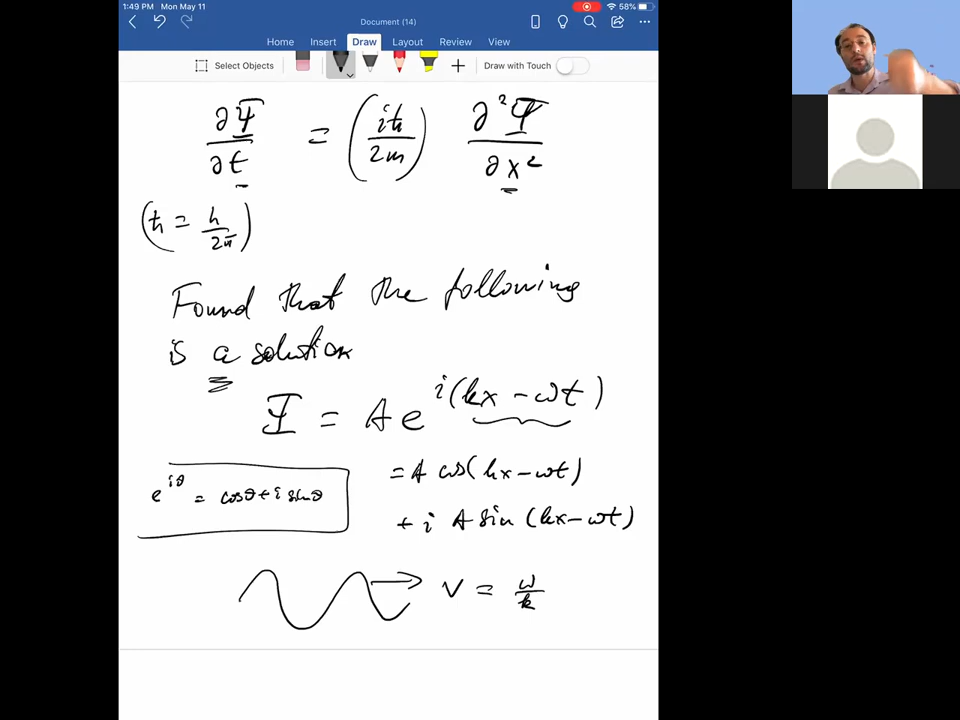 1:49 PM Mon May 11
58%
Document (14)
Home Insert Draw Layout Review View
Select Objects
Draw with Touch
∂Ψ/∂t = (iħ/2m) ∂²Ψ/∂x²
(ħ = h/2π)
Found that the following
is a solution
Ψ = A e^{i(kx - ωt)}
= A cos(kx - ωt)
e^{iθ} = cosθ + i sinθ
+ i A sin(kx - ωt)
v = ω/k